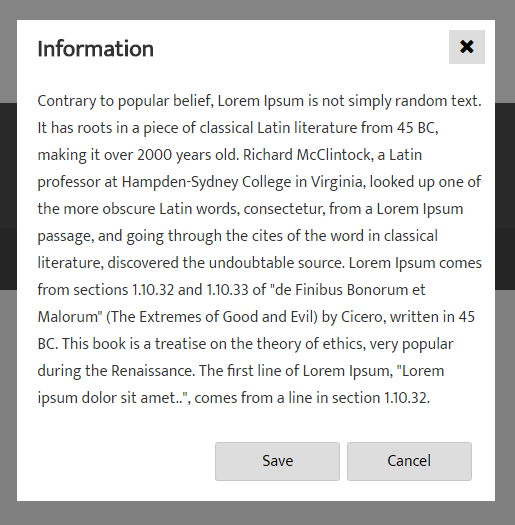 Information
Contrary to popular belief, Lorem Ipsum is not simply random text.
It has roots in a piece of classical Latin literature from 45 BC,
making it over 2000 years old. Richard McClintock, a Latin
professor at Hampden-Sydney College in Virginia, looked up one of
the more obscure Latin words, consectetur, from a Lorem Ipsum
passage, and going through the cites of the word in classical
literature, discovered the undoubtable source. Lorem Ipsum comes
from sections 1.10.32 and 1.10.33 of "de Finibus Bonorum et
Malorum" (The Extremes of Good and Evil) by Cicero, written in 45
BC. This book is a treatise on the theory of ethics, very popular
during the Renaissance. The first line of Lorem Ipsum, "Lorem
ipsum dolor sit amet..", comes from a line in section 1.10.32.
Save Cancel